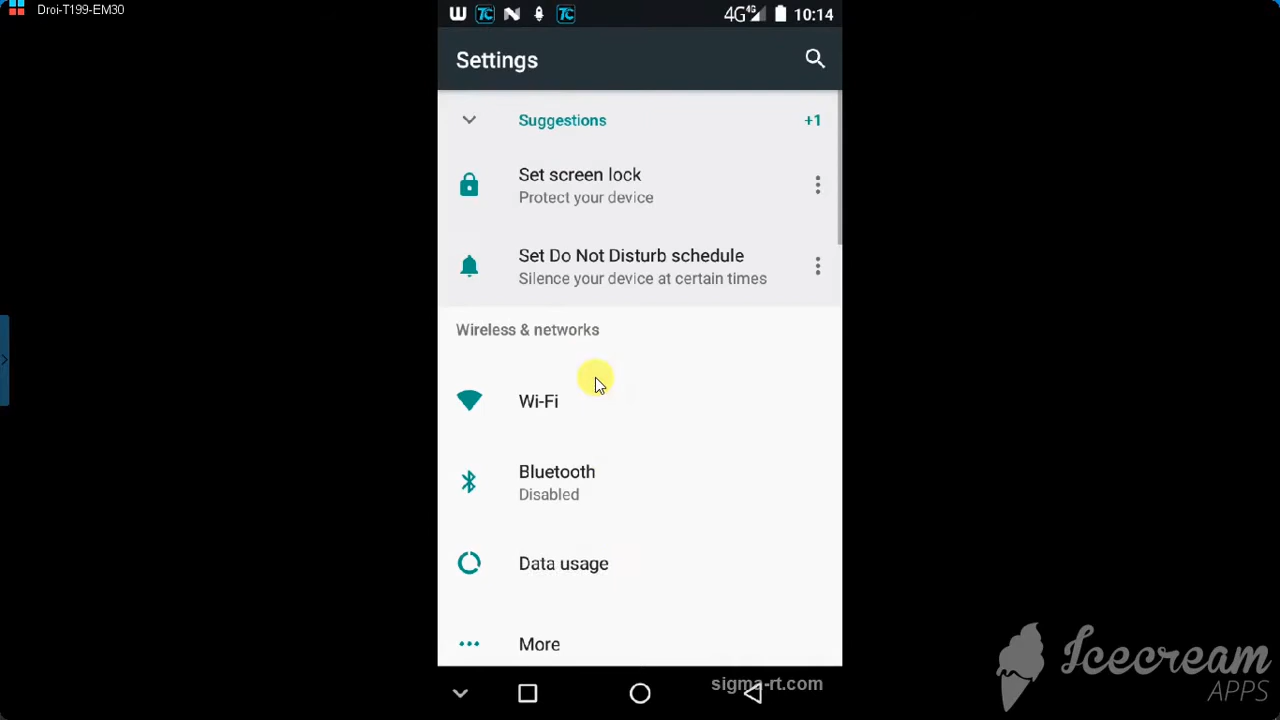 Droi-T199-EM30
4G 4G 10:14
Settings
Suggestions +1
Set screen lock
Protect your device
Set Do Not Disturb schedule
Silence your device at certain times
Wireless & networks
Wi-Fi
Bluetooth
Disabled
Data usage
More
sigma-rt.com
Icecream
APPS